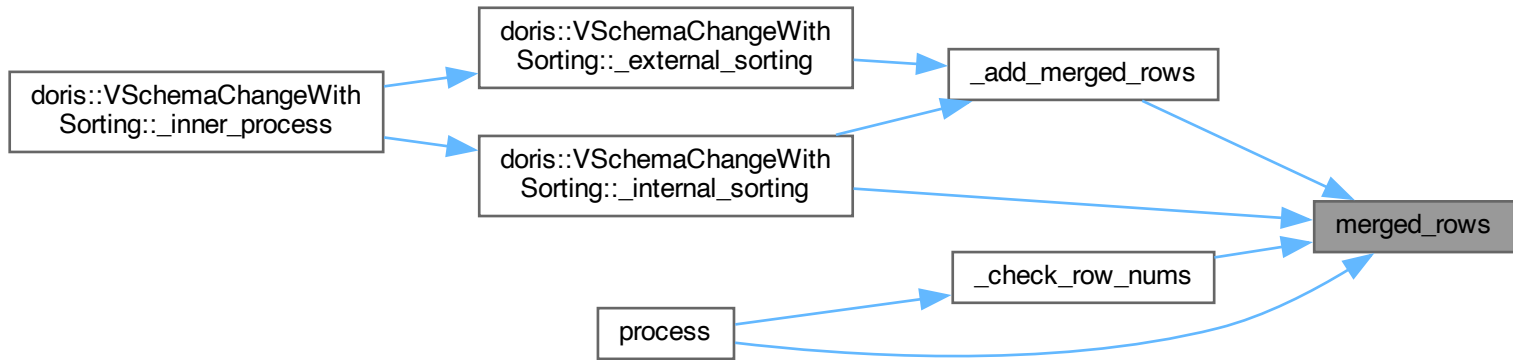 doris::VSchemaChangeWith
Sorting::_inner_process
doris::VSchemaChangeWith
Sorting::_external_sorting
doris::VSchemaChangeWith
Sorting::_internal_sorting
_add_merged_rows
merged_rows
_check_row_nums
process